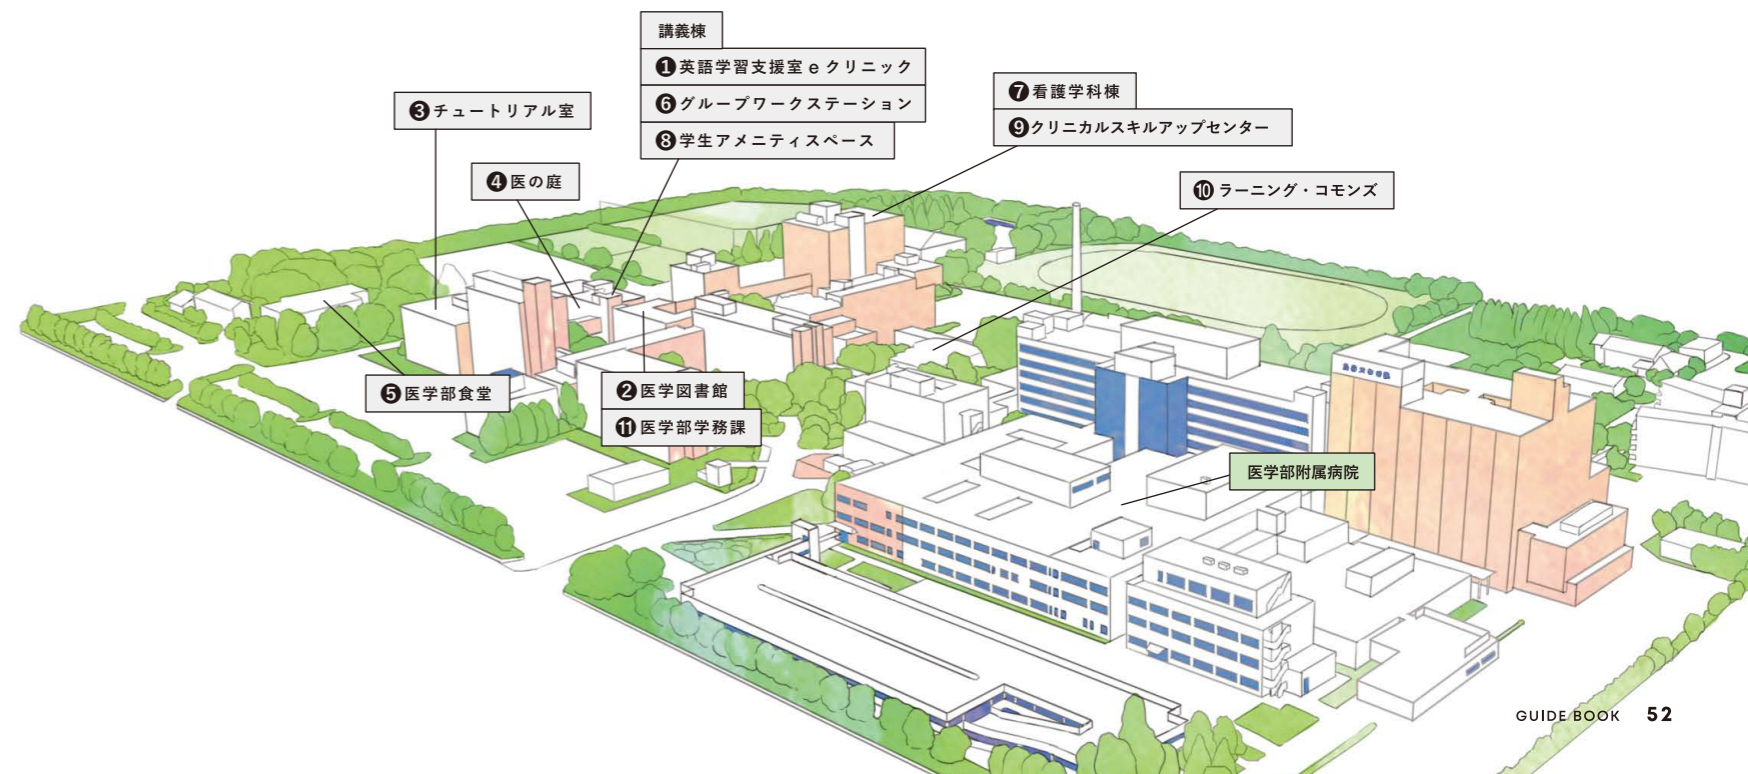 講義棟
❶英語学習支援室 e クリニック
❻グループワークステーション
❽学生アメニティスペース
❼看護学科棟
❾クリニカルスキルアップセンター
❸チュートリアル室
❹医の庭
❿ラーニング・コモンズ
❺医学部食堂
❷医学図書館
⓫医学部学務課
医学部附属病院
GUIDE BOOK 52